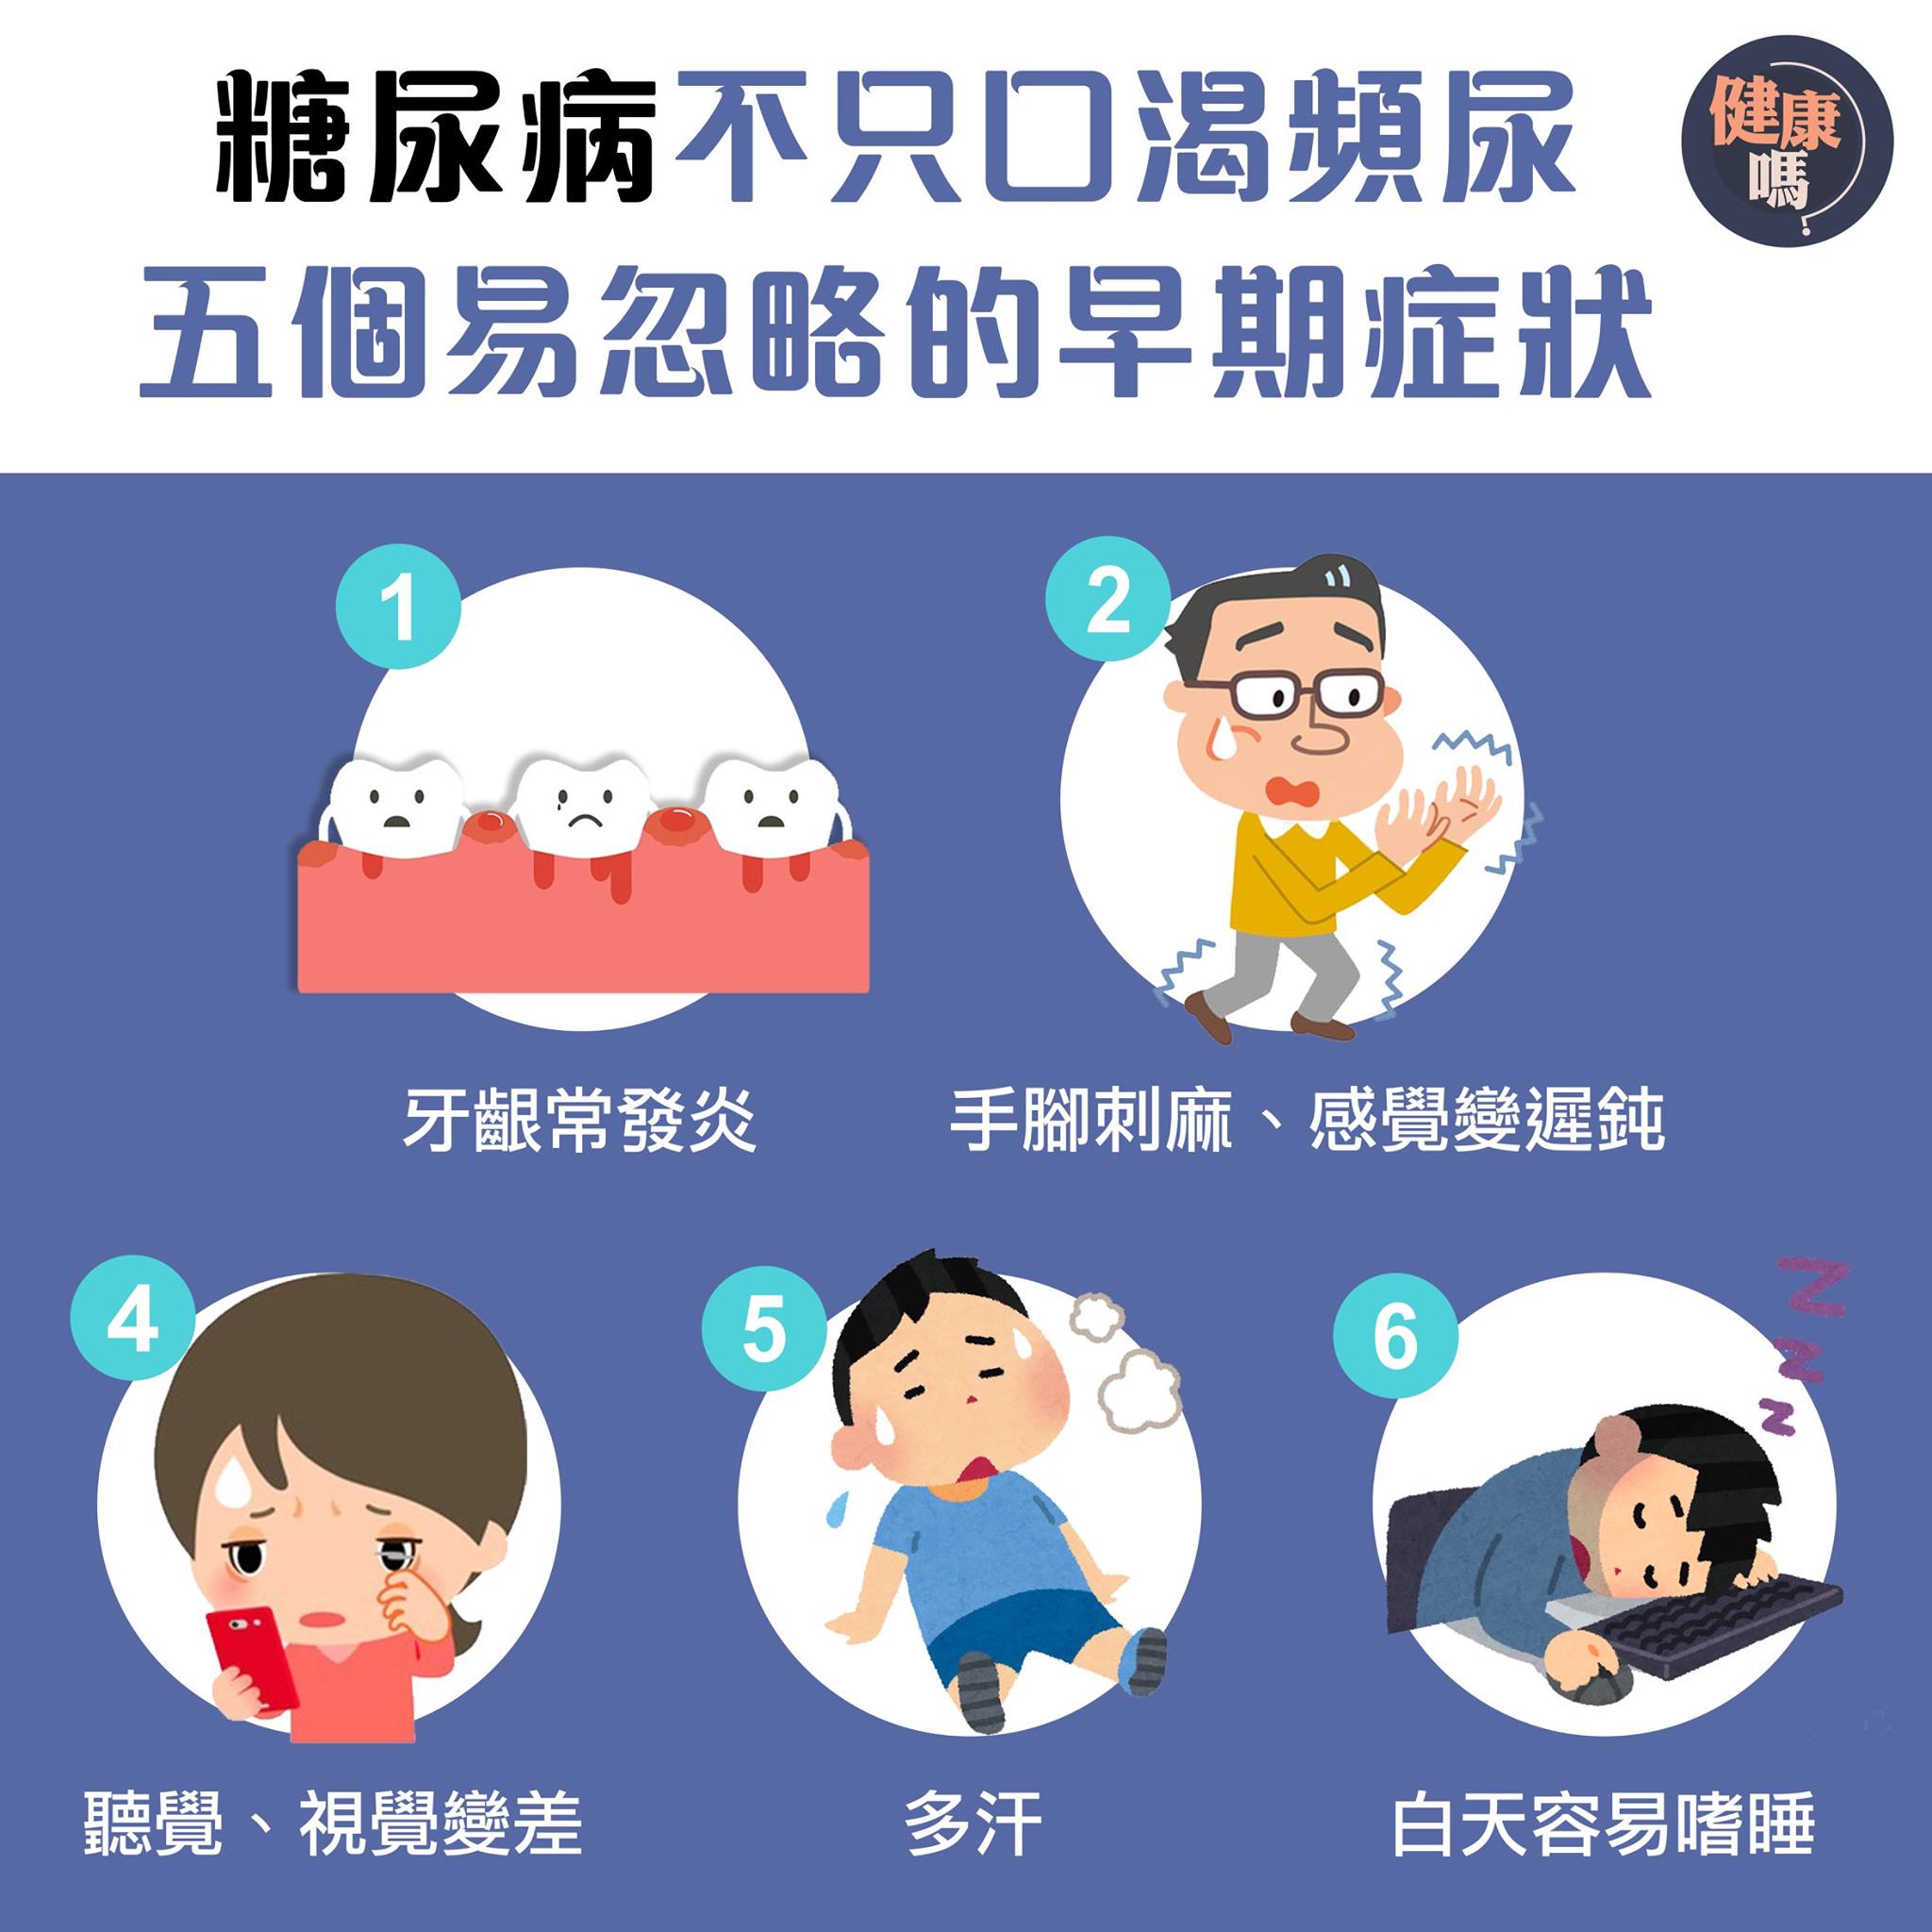 糖尿病不只口渴頻尿
五個易忽略的早期症狀
健康
嗎?
1
2
牙齦常發炎
手腳刺麻、感覺變遲鈍
4
5
6
聽覺、視覺變差
多汗
白天容易嗜睡